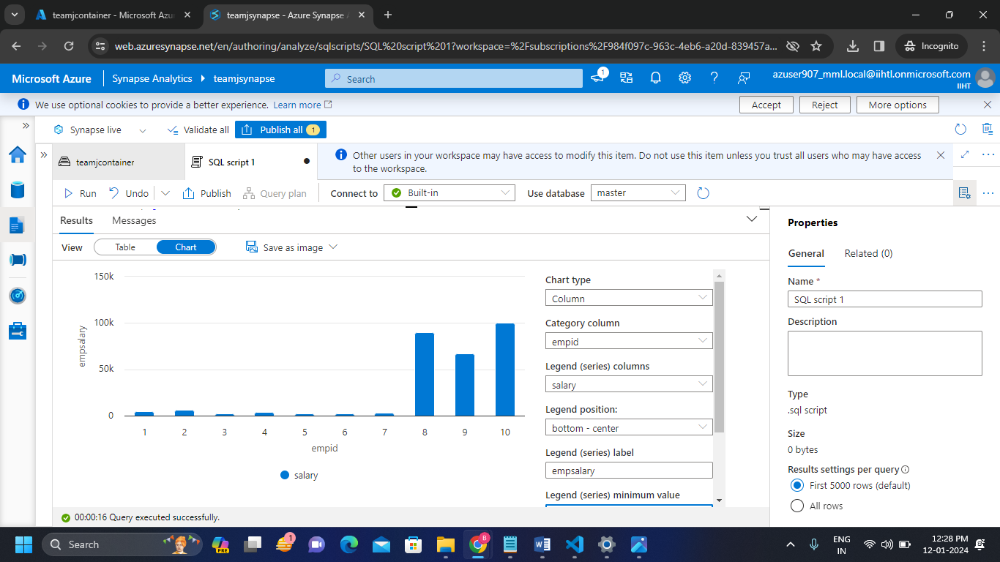 teamjcontainer - Microsoft Azu
teamjsynapse - Azure Synapse A
web.azuresynapse.net/en/authoring/analyze/sqlscripts/SQL%20script%201?workspace=%2Fsubscriptions%2F984f097c-963c-4eb6-a20d-839457a...
Incognito
Microsoft Azure
Synapse Analytics
teamjsynapse
Search
1
azuser907_mml.local@iihtl.onmicrosoft.com
IIHT
We use optional cookies to provide a better experience. Learn more
Accept
Reject
More options
Synapse live
Validate all
Publish all
1
teamjcontainer
SQL script 1
Other users in your workspace may have access to modify this item. Do not use this item unless you trust all users who may have access
to the workspace.
Run
Undo
Publish
Query plan
Connect to
Built-in
Use database
master
Results
Messages
View
Table
Chart
Save as image
150k
100k
50k
0
empsalary
1 2 3 4 5 6 7 8 9 10
empid
salary
Chart type
Column
Category column
empid
Legend (series) columns
salary
Legend position:
bottom - center
Legend (series) label
empsalary
Legend (series) minimum value
Properties
General
Related (0)
Name *
SQL script 1
Description
Type
.sql script
Size
0 bytes
Results settings per query
First 5000 rows (default)
All rows
00:00:16 Query executed successfully.
Search
PRE
1
8
ENG
IN
12:28 PM
12-01-2024